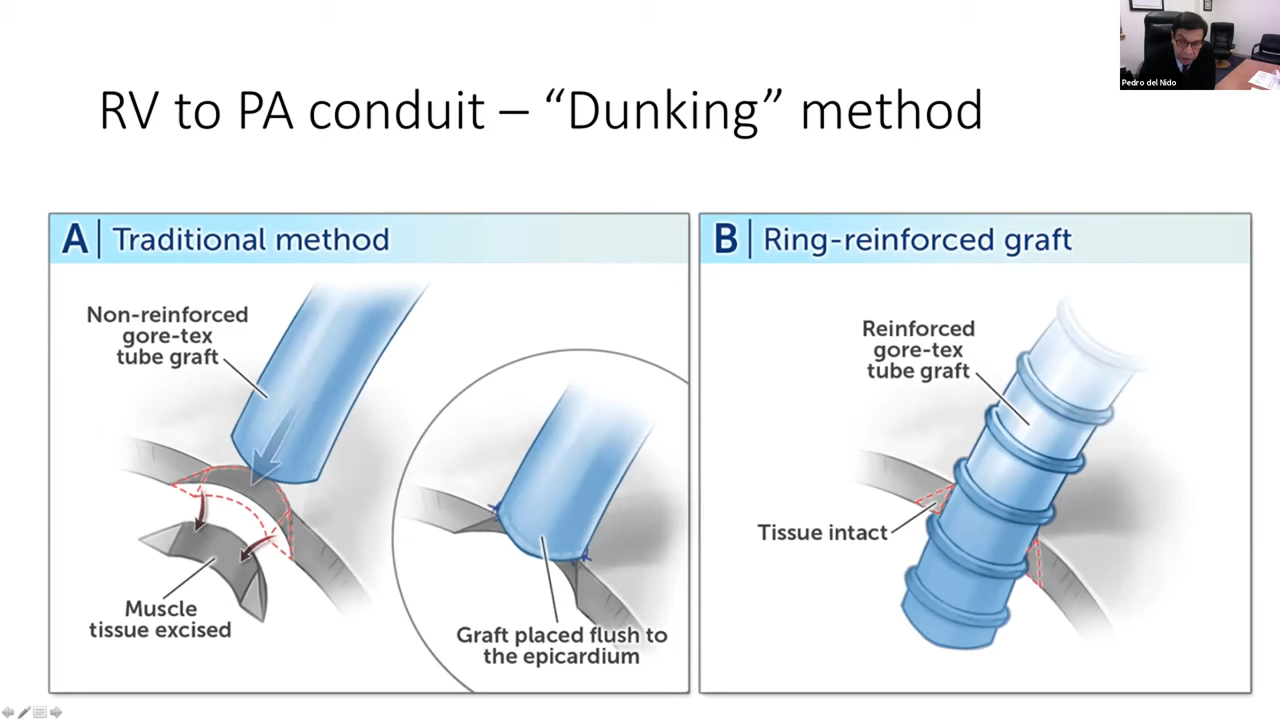 Pedro del Nido
RV to PA conduit – “Dunking” method
A | Traditional method
Non-reinforced
gore-tex
tube graft
Muscle
tissue excised
Graft placed flush to
the epicardium
B | Ring-reinforced graft
Reinforced
gore-tex
tube graft
Tissue intact